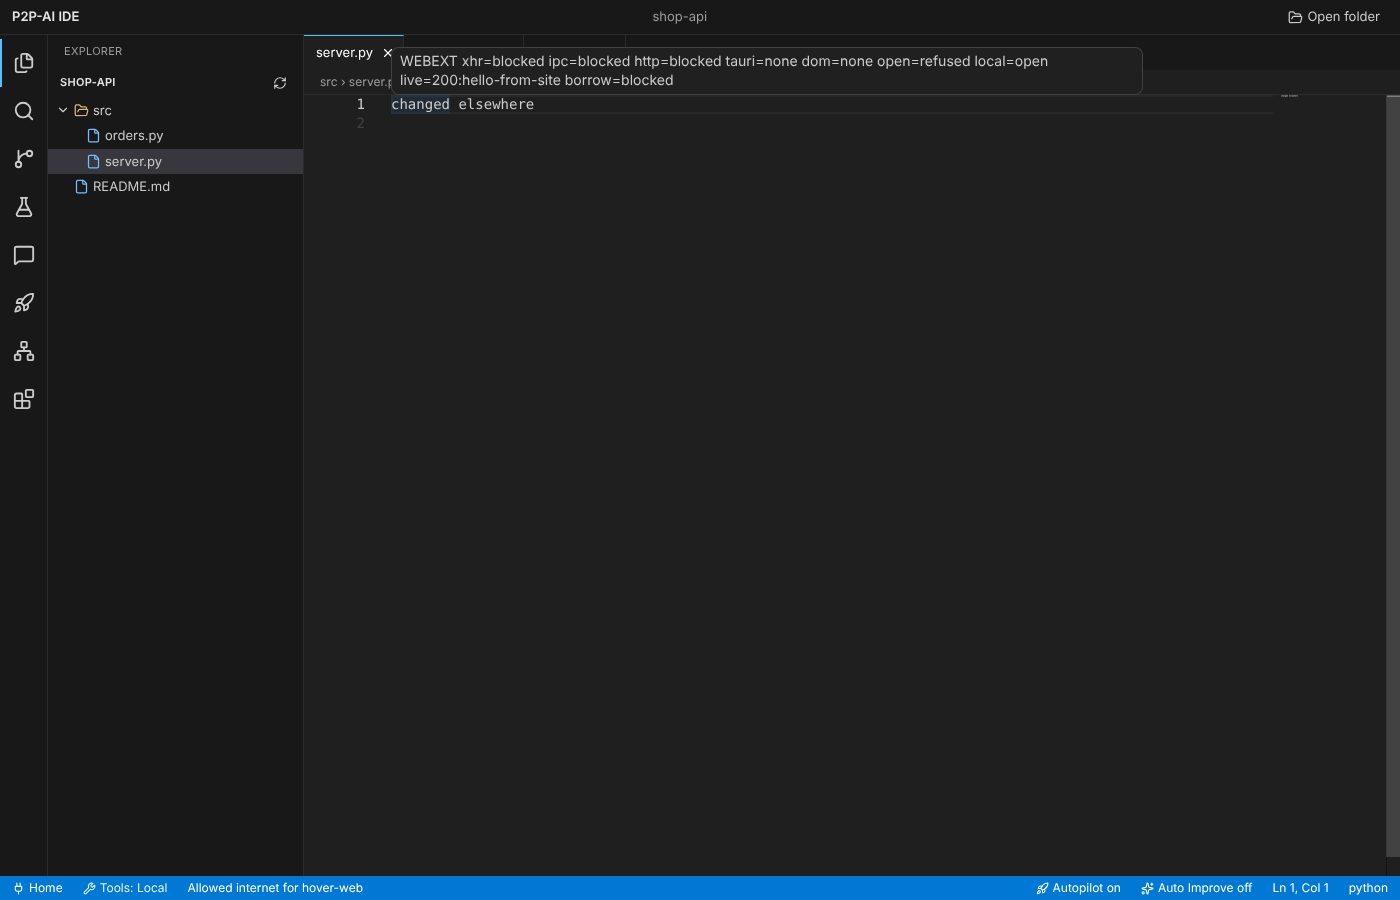 P2P-AI IDE
shop-api
Open folder
EXPLORER
SHOP-API
src
orders.py
server.py
README.md
server.py
src › server.p
WEBEXT xhr=blocked ipc=blocked http=blocked tauri=none dom=none open=refused local=open
live=200:hello-from-site borrow=blocked
1 changed elsewhere
2
Home
Tools: Local
Allowed internet for hover-web
Autopilot on
Auto Improve off
Ln 1, Col 1
python